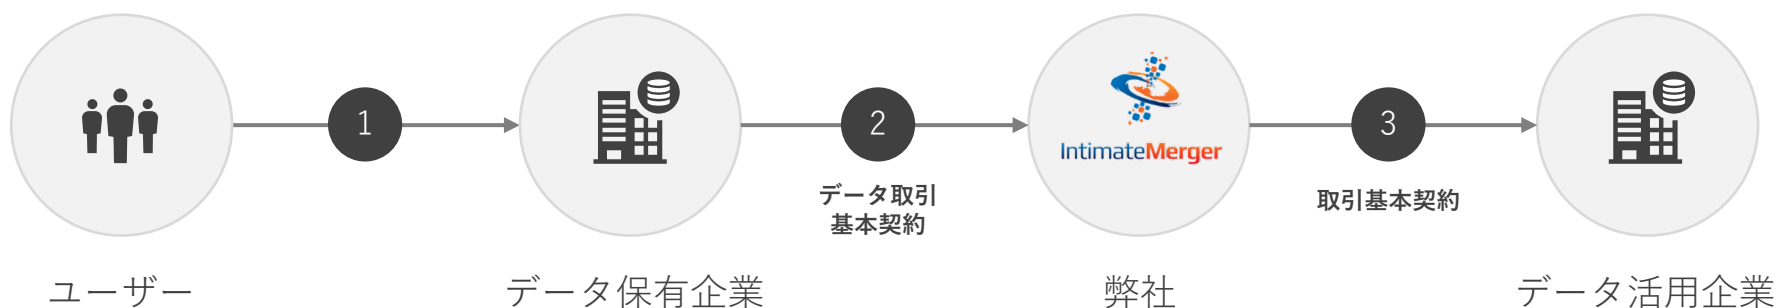 1
2
3
IntimateMerger
データ取引
基本契約
取引基本契約
ユーザー
データ保有企業
弊社
データ活用企業